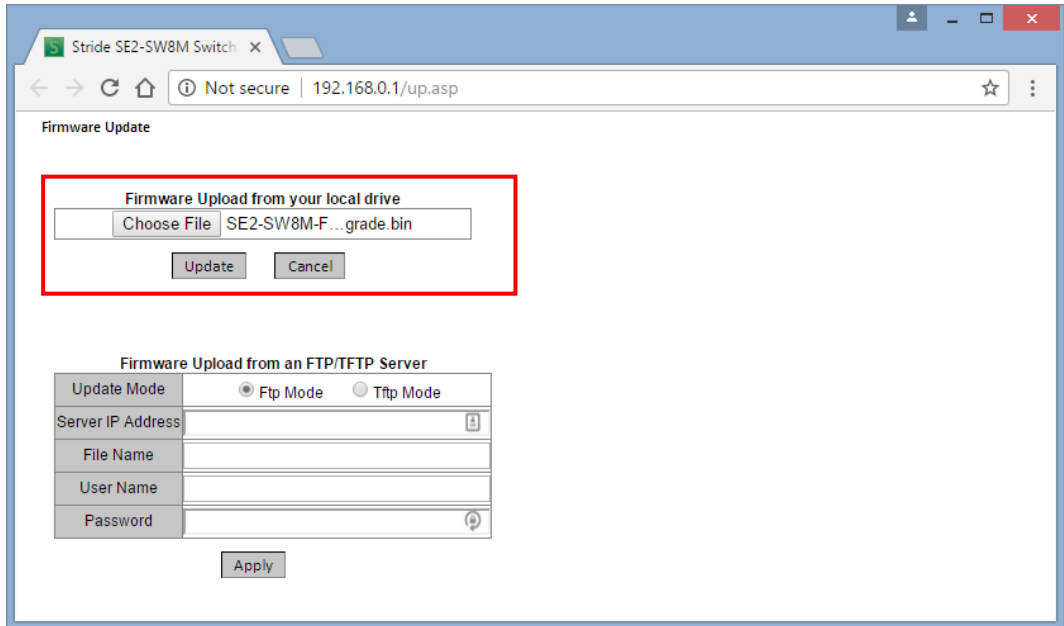 Stride SE2-SW8M Switch
Not secure | 192.168.0.1/up.asp
Firmware Update
Firmware Upload from your local drive
Choose File SE2-SW8M-F...grade.bin
Update Cancel
Firmware Upload from an FTP/TFTP Server
Update Mode Ftp Mode Tftp Mode
Server IP Address
File Name
User Name
Password
Apply